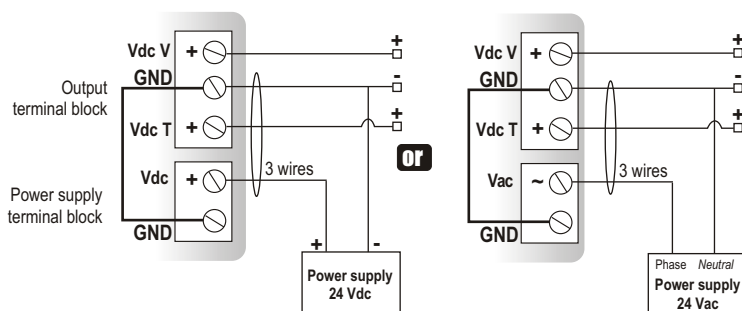 Vdc V
+
+
GND
-
Output
terminal block
Vdc T
+
+
Vdc
+
3 wires
Power supply
terminal block
GND
+
-
Power supply
24 Vdc
or
Vdc V
+
+
GND
-
Vdc T
+
+
Vac
~
3 wires
GND
Phase Neutral
Power supply
24 Vac